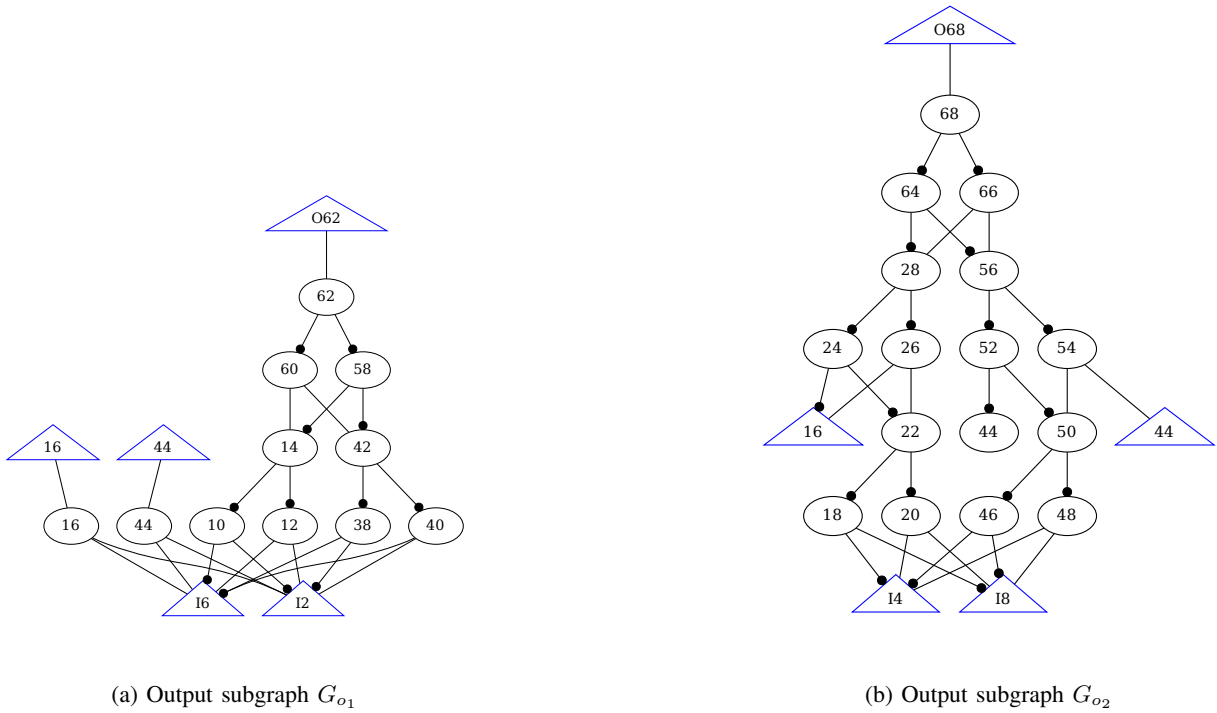 O68
68
64 66
O62
28 56
62
24 26 52 54
60 58
16 44 14 42 16 22 44 50 44
16 44 10 12 38 40 18 20 46 48
I6 I2 I4 I8
(a) Output subgraph G_{o_1}
(b) Output subgraph G_{o_2}